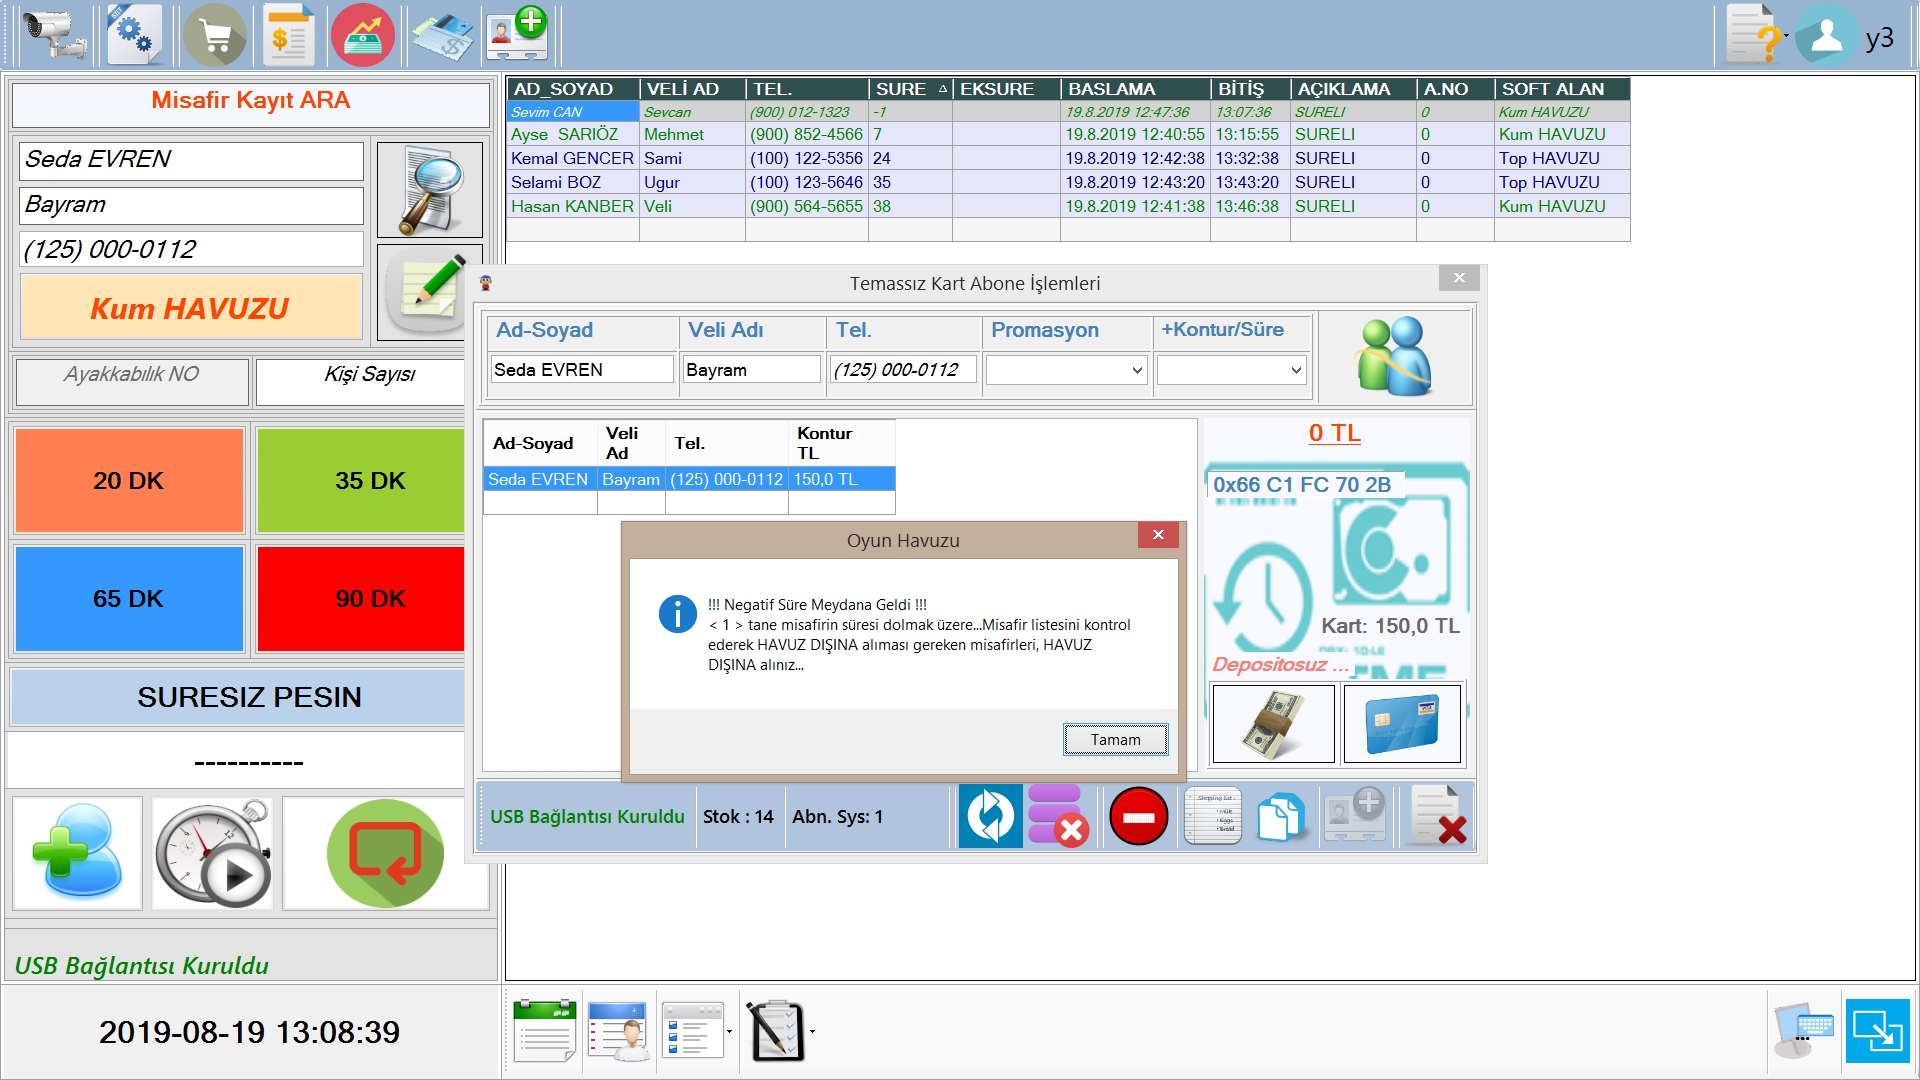 y3
Misafir Kayıt ARA
Seda EVREN
Bayram
(125) 000-0112
Kum HAVUZU
Ayakkabılık NO
Kişi Sayısı
20 DK
35 DK
65 DK
90 DK
SURESIZ PESIN
----------
USB Bağlantısı Kuruldu
2019-08-19 13:08:39
AD_SOYAD VELİ AD TEL. SURE EKSURE BASLAMA BİTİŞ AÇIKLAMA A.NO SOFT ALAN
Sevim CAN Sevcan (900) 012-1323 -1 19.8.2019 12:47:36 13:07:36 SURELI 0 Kum HAVUZU
Ayse SARIÖZ Mehmet (900) 852-4566 7 19.8.2019 12:40:55 13:15:55 SURELI 0 Kum HAVUZU
Kemal GENCER Sami (100) 122-5356 24 19.8.2019 12:42:38 13:32:38 SURELI 0 Top HAVUZU
Selami BOZ Ugur (100) 123-5646 35 19.8.2019 12:43:20 13:43:20 SURELI 0 Top HAVUZU
Hasan KANBER Veli (900) 564-5655 38 19.8.2019 12:41:38 13:46:38 SURELI 0 Kum HAVUZU
Temassız Kart Abone İşlemleri
Ad-Soyad Veli Adı Tel. Promasyon +Kontur/Süre
Seda EVREN Bayram (125) 000-0112
Ad-Soyad Veli Ad Tel. Kontur TL
Seda EVREN Bayram (125) 000-0112 150,0 TL
0 TL
0x66 C1 FC 70 2B
Kart: 150,0 TL
Depositosuz ...
Oyun Havuzu
!!! Negatif Süre Meydana Geldi !!!
< 1 > tane misafirin süresi dolmak üzere...Misafir listesini kontrol
ederek HAVUZ DIŞINA alıması gereken misafirleri, HAVUZ
DIŞINA alınız...
Tamam
USB Bağlantısı Kuruldu Stok : 14 Abn. Sys: 1